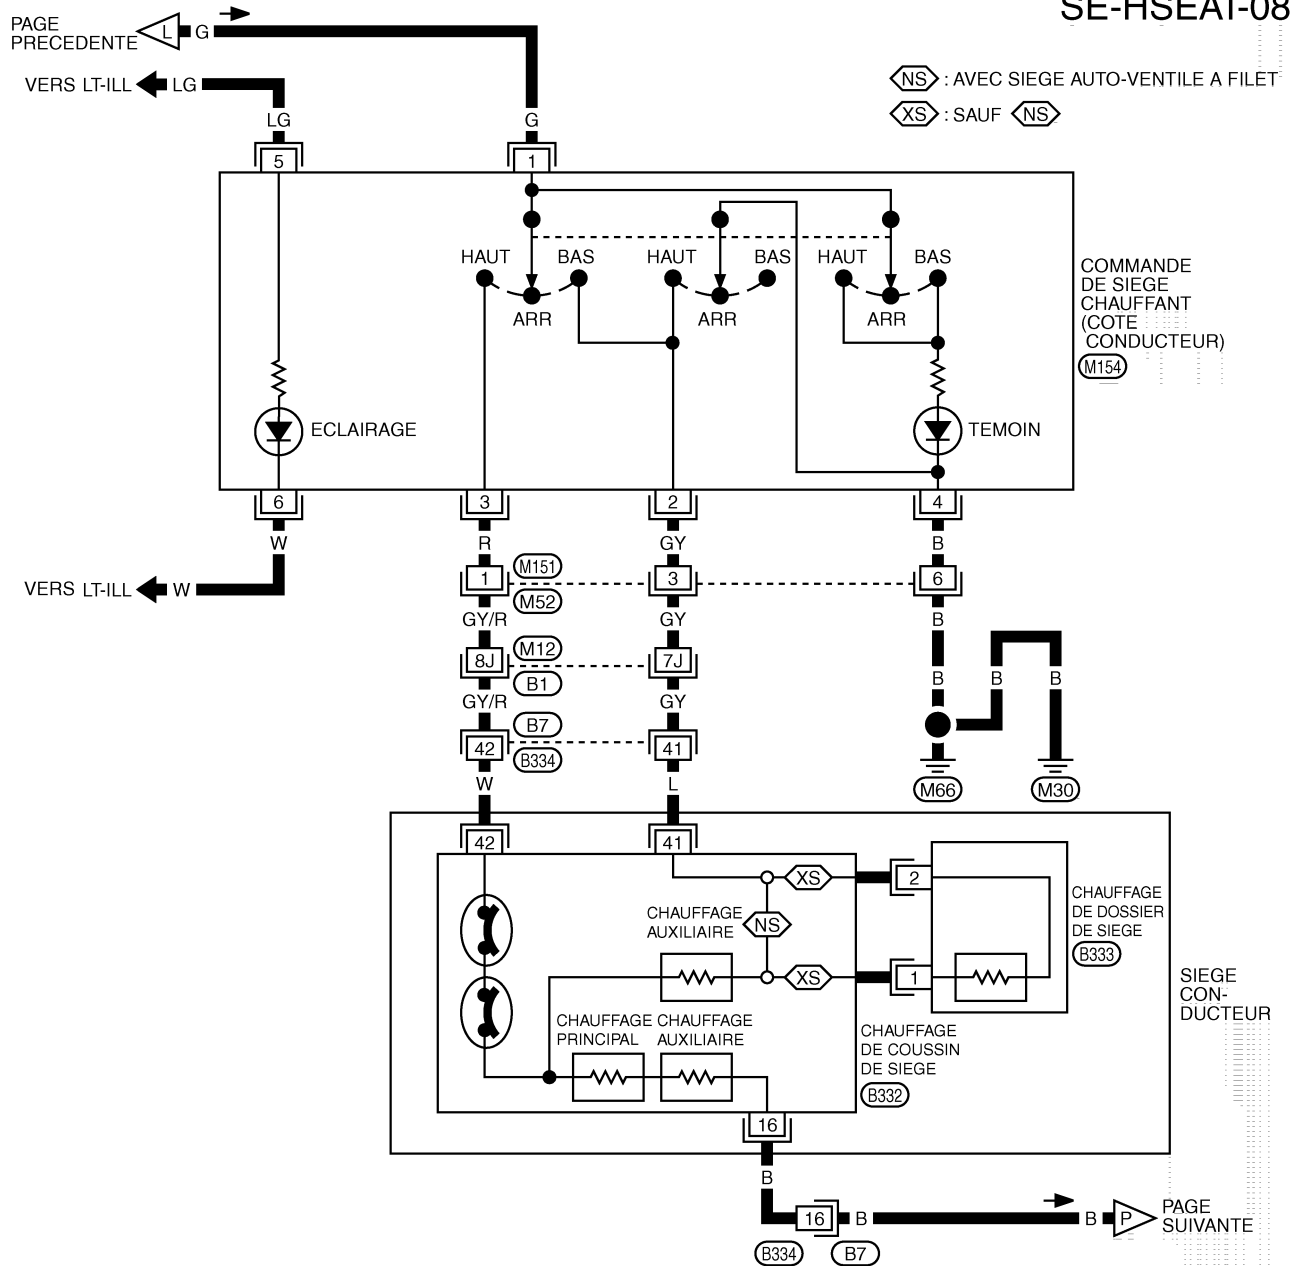 SE-HSEAT-08
PAGE
PRECEDENTE
L
G
VERS LT-ILL
LG
LG
G
NS : AVEC SIEGE AUTO-VENTILE A FILET
XS : SAUF NS
5
1
HAUT BAS HAUT BAS HAUT BAS
ARR ARR ARR
COMMANDE
DE SIEGE
CHAUFFANT
(COTE
CONDUCTEUR)
M154
ECLAIRAGE
TEMOIN
6 3 2 4
W R GY B
VERS LT-ILL
W
1 M151 3 6
M52
GY/R GY B
8J M12 7J
B1
GY/R GY B B B
42 B7 41
B334
W L
M66 M30
42 41
XS 2
CHAUFFAGE
AUXILIAIRE
NS
CHAUFFAGE
DE DOSSIER
DE SIEGE
B333
XS 1
SIEGE
CON-
DUCTEUR
CHAUFFAGE
PRINCIPAL
CHAUFFAGE
AUXILIAIRE
CHAUFFAGE
DE COUSSIN
DE SIEGE
B332
16
B
16 B B P
PAGE
SUIVANTE
B334 B7